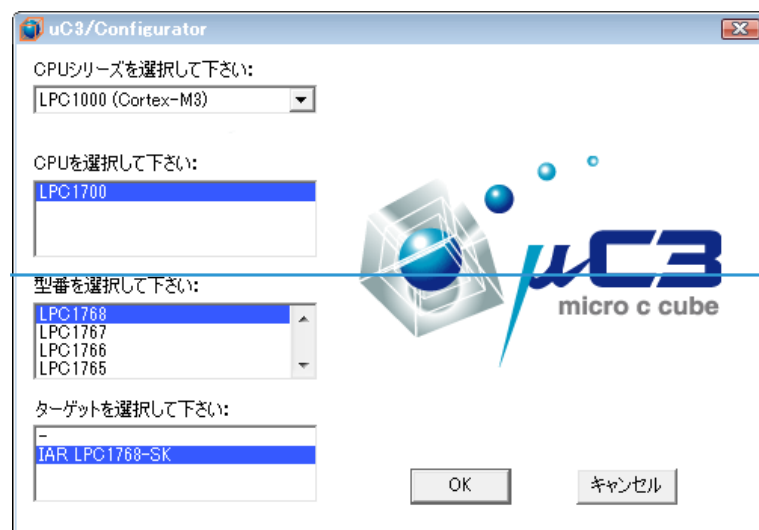 uC3/Configurator
CPUシリーズを選択して下さい:
LPC1000 (Cortex-M3)
CPUを選択して下さい:
LPC1700
型番を選択して下さい:
LPC1768
LPC1767
LPC1766
LPC1765
ターゲットを選択して下さい:
-
IAR LPC1768-SK
μC3
micro c cube
OK
キャンセル